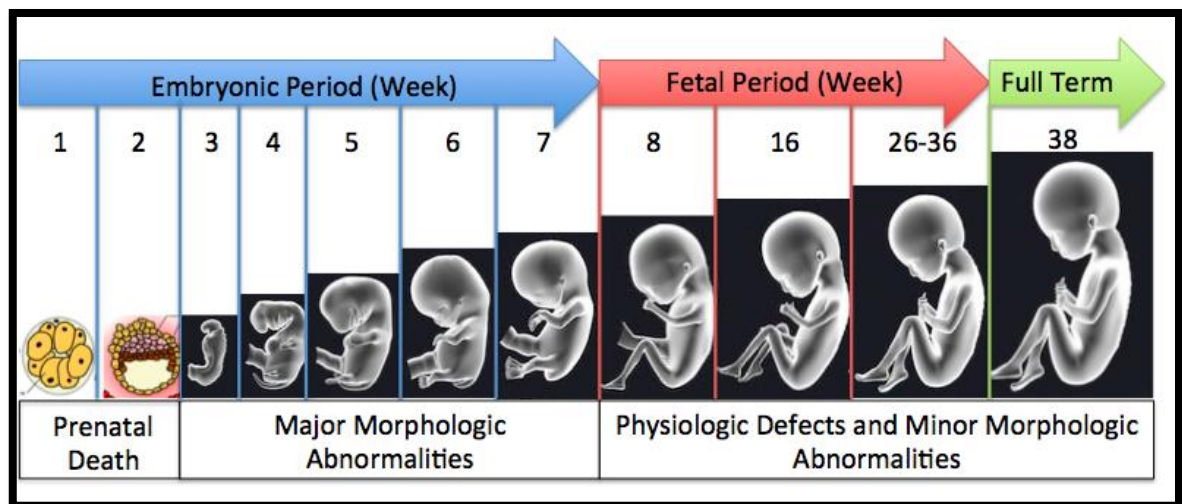 Embryonic Period (Week)
Fetal Period (Week)
Full Term
1 2 3 4 5 6 7 8 16 26-36 38
Prenatal
Death
Major Morphologic
Abnormalities
Physiologic Defects and Minor Morphologic
Abnormalities